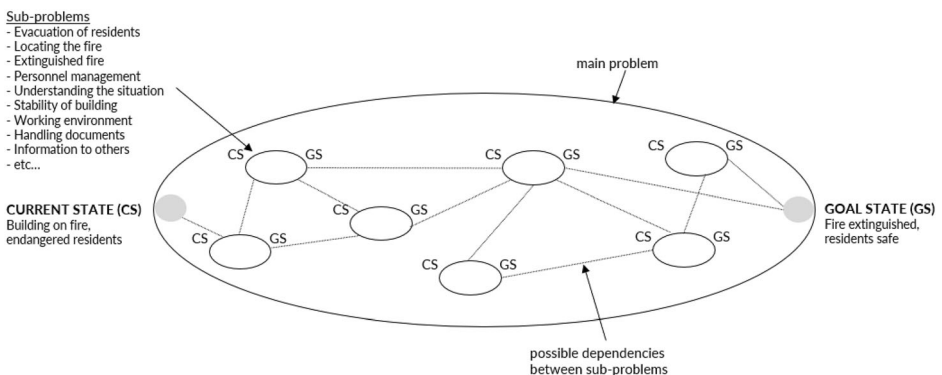 Sub-problems
- Evacuation of residents
- Locating the fire
- Extinguished fire
- Personnel management
- Understanding the situation
- Stability of building
- Working environment
- Handling documents
- Information to others
- etc...
main problem
CS GS
CS GS
CS GS
CS GS
CS GS
CS GS
CS GS
CURRENT STATE (CS)
Building on fire,
endangered residents
GOAL STATE (GS)
Fire extinguished,
residents safe
possible dependencies
between sub-problems